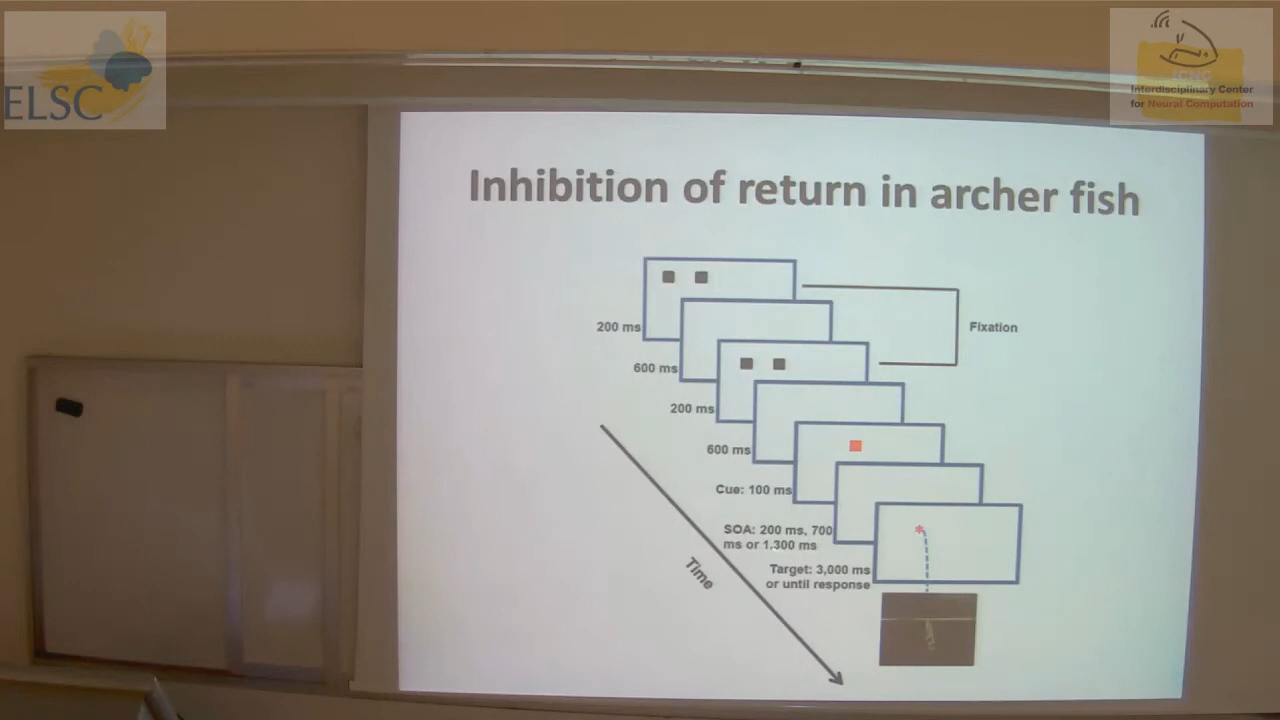 ELSC
ICNC
Interdisciplinary Center
for Neural Computation
Inhibition of return in archer fish
200 ms
Fixation
600 ms
200 ms
600 ms
Cue: 100 ms
SOA: 200 ms, 700
ms or 1,300 ms
Target: 3,000 ms
or until response
*
Time